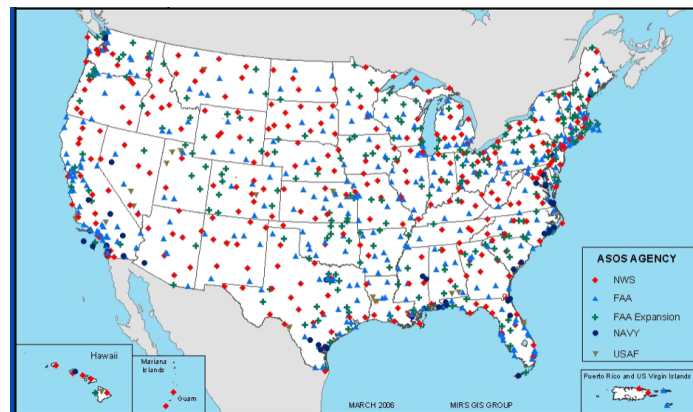 ASOS AGENCY
NWS
FAA
FAA Expansion
NAVY
USAF
Hawaii
Mariana
Islands
Guam
MARCH 2006
MIRS GIS GROUP
Puerto Rico and US Virgin Islands